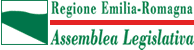 Regione Emilia-Romagna
Assemblea Legislativa